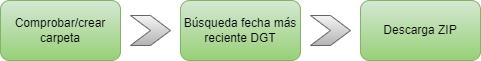 Comprobar/crear
carpeta
Búsqueda fecha más
reciente DGT
Descarga ZIP